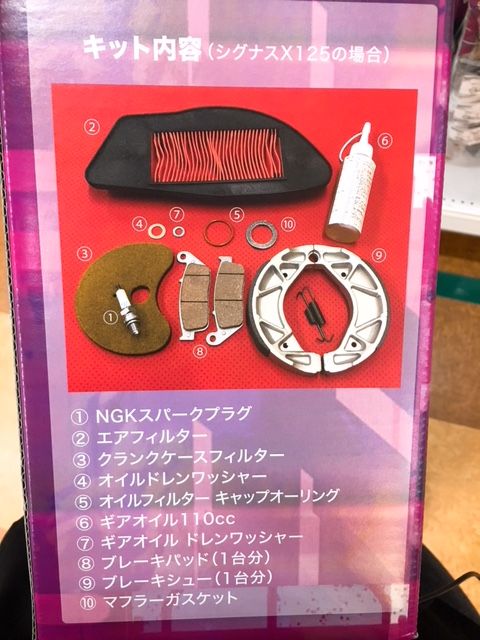 キット内容(シグナスX125の場合)
②
⑥
④ ⑦ ⑤ ⑩
③
⑨
①
⑧
① NGKスパークプラグ
② エアフィルター
③ クランクケースフィルター
④ オイルドレンワッシャー
⑤ オイルフィルター キャップオーリング
⑥ ギアオイル110cc
⑦ ギアオイル ドレンワッシャー
⑧ ブレーキパッド(1台分)
⑨ ブレーキシュー(1台分)
⑩ マフラーガスケット